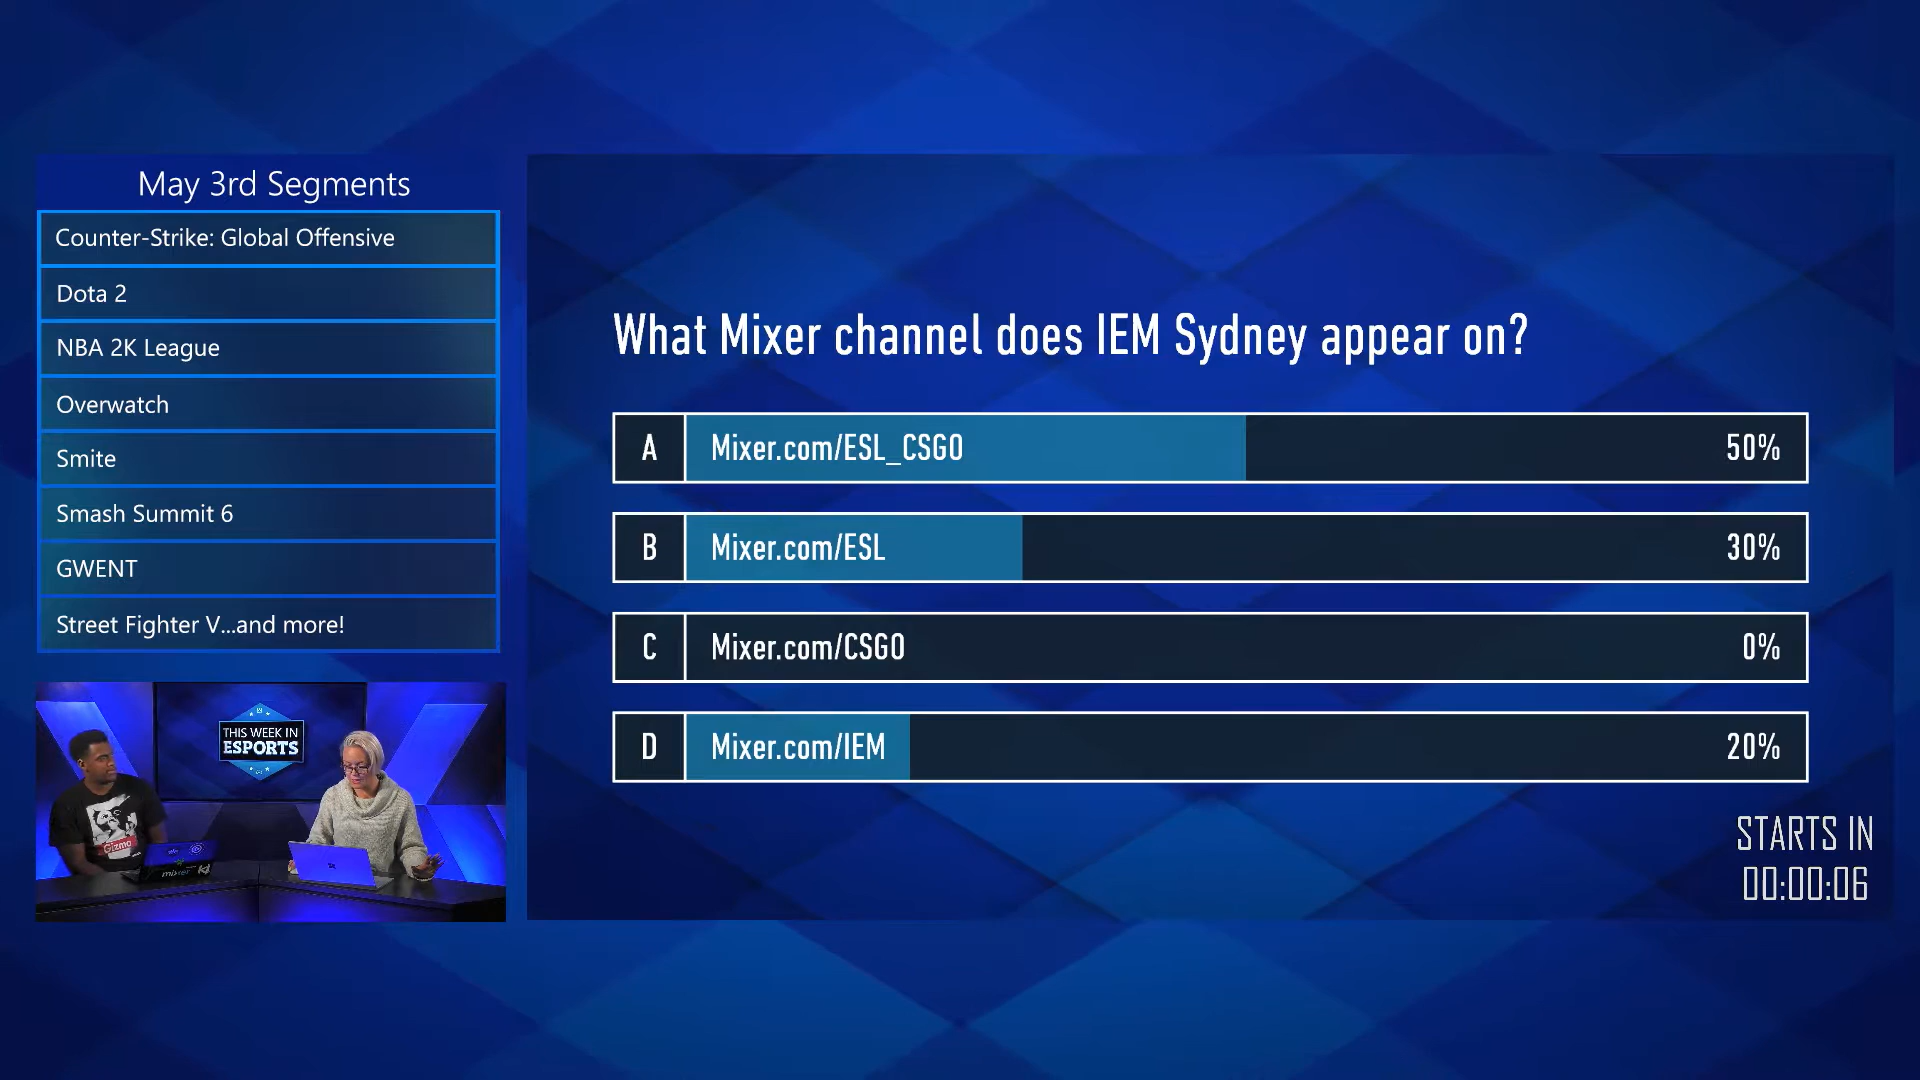 May 3rd Segments
Counter-Strike: Global Offensive
Dota 2
NBA 2K League
Overwatch
Smite
Smash Summit 6
GWENT
Street Fighter V...and more!
What Mixer channel does IEM Sydney appear on?
A Mixer.com/ESL_CSGO 50%
B Mixer.com/ESL 30%
C Mixer.com/CSGO 0%
D Mixer.com/IEM 20%
STARTS IN
00:00:06
THIS WEEK IN
ESPORTS
Gizmo
mixer